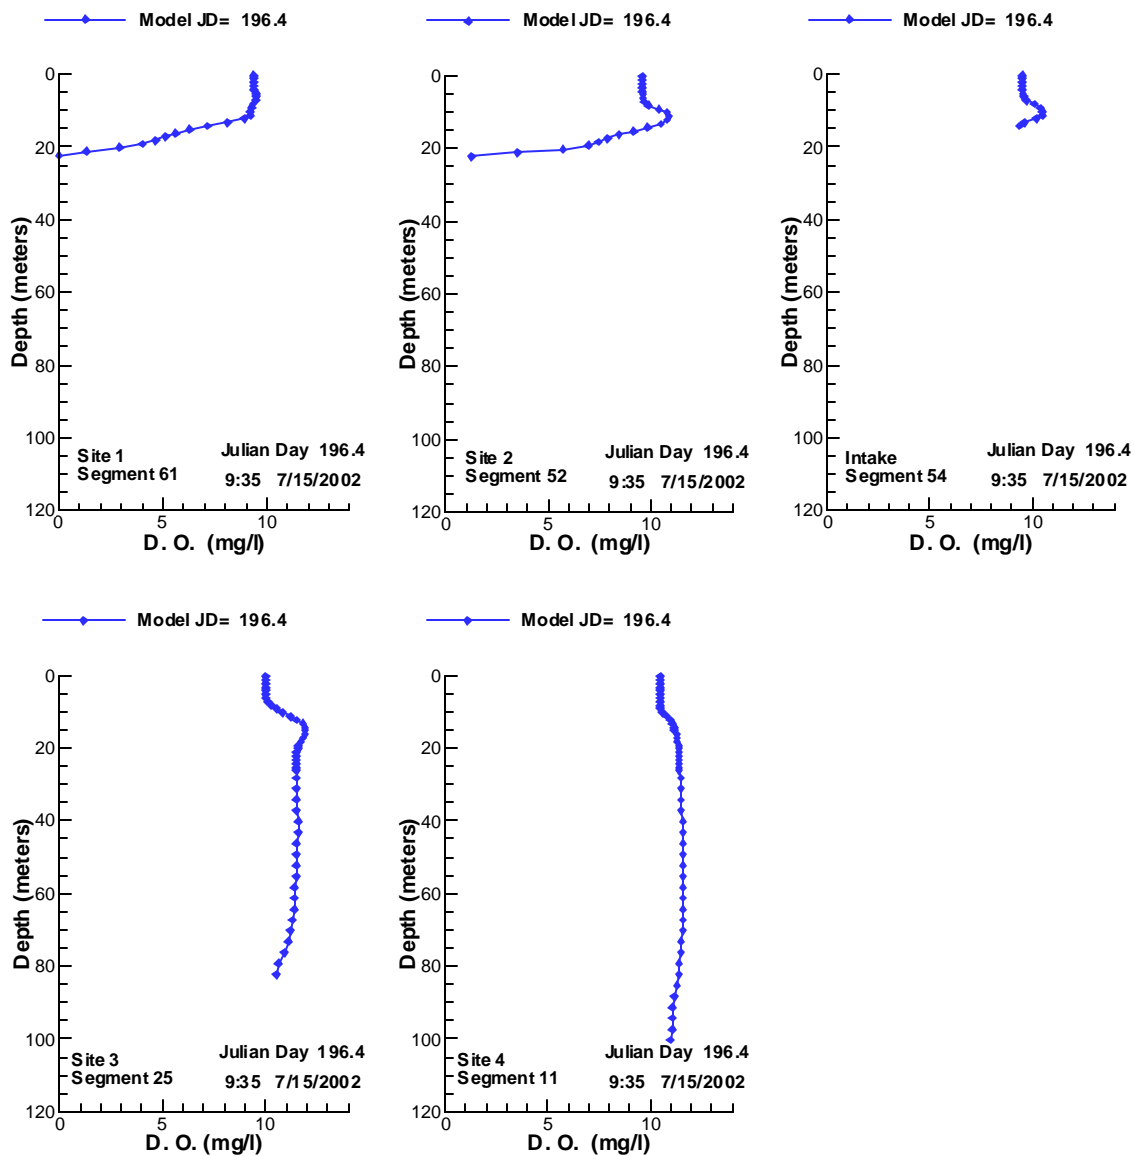 Model JD= 196.4
0
20
40
60
80
100
120
Depth (meters)
Site 1
Segment 61
Julian Day 196.4
9:35 7/15/2002
0 5 10
D. O. (mg/l)
Model JD= 196.4
0
20
40
60
80
100
120
Depth (meters)
Site 2
Segment 52
Julian Day 196.4
9:35 7/15/2002
0 5 10
D. O. (mg/l)
Model JD= 196.4
0
20
40
60
80
100
120
Depth (meters)
Intake
Segment 54
Julian Day 196.4
9:35 7/15/2002
0 5 10
D. O. (mg/l)
Model JD= 196.4
0
20
40
60
80
100
120
Depth (meters)
Site 3
Segment 25
Julian Day 196.4
9:35 7/15/2002
0 5 10
D. O. (mg/l)
Model JD= 196.4
0
20
40
60
80
100
120
Depth (meters)
Site 4
Segment 11
Julian Day 196.4
9:35 7/15/2002
0 5 10
D. O. (mg/l)